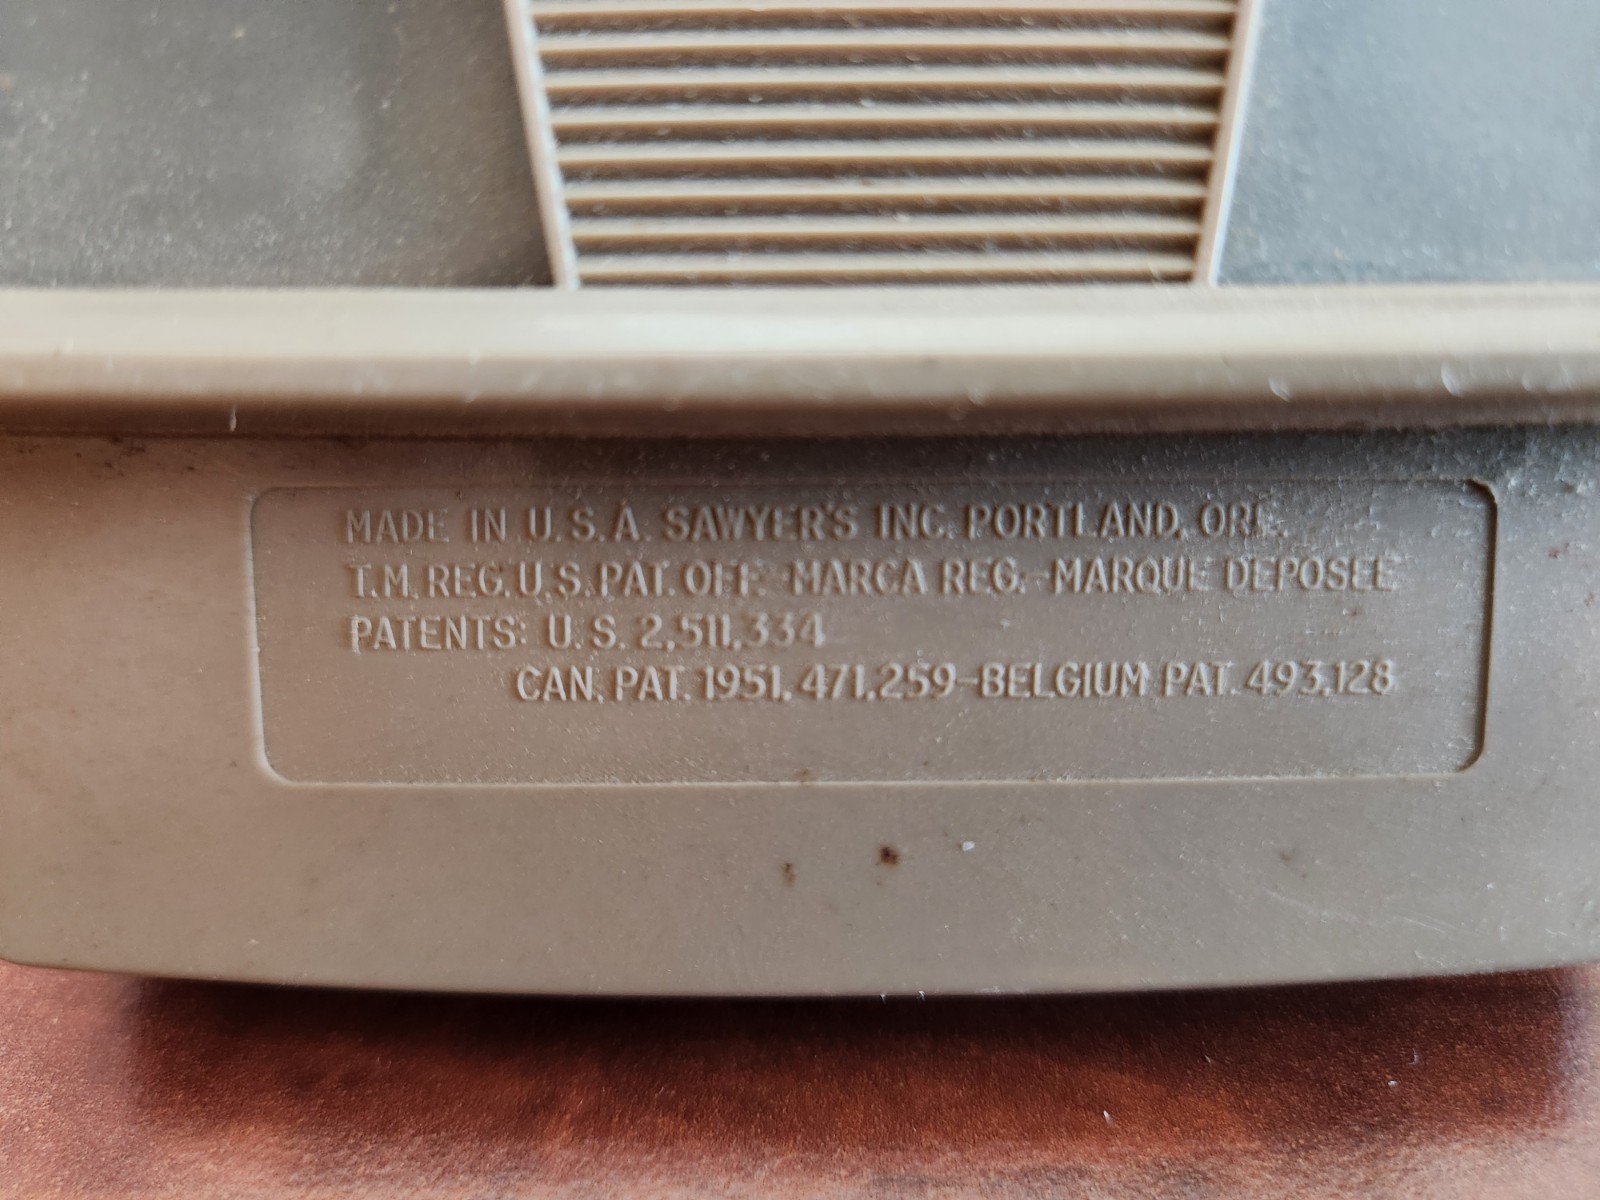 MADE IN U.S.A. SAWYER'S INC. PORTLAND, ORE.
T.M. REG. U.S. PAT. OFF. -MARCA REG.- MARQUE DEPOSEE
PATENTS: U.S. 2,511,334
CAN. PAT. 1951, 471,259-BELGIUM PAT. 493,128